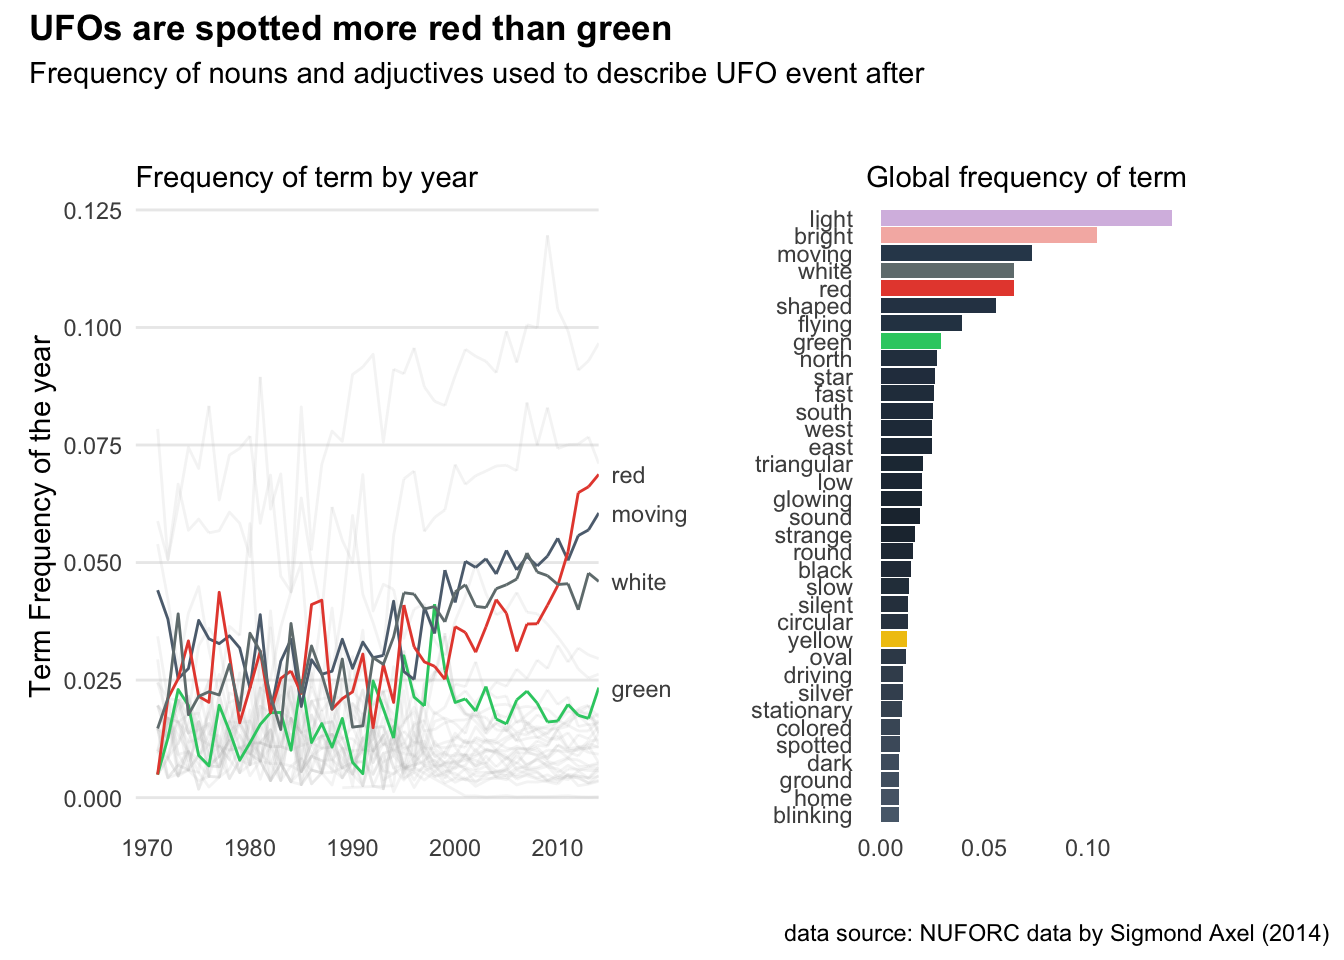 UFOs are spotted more red than green
Frequency of nouns and adjuctives used to describe UFO event after
Frequency of term by year
Term Frequency of the year
0.125
0.100
0.075
0.050
0.025
0.000
1970 1980 1990 2000 2010
red
moving
white
green
Global frequency of term
light
bright
moving
white
red
shaped
flying
green
north
star
fast
south
west
east
triangular
low
glowing
sound
strange
round
black
slow
silent
circular
yellow
oval
driving
silver
stationary
colored
spotted
dark
ground
home
blinking
0.00 0.05 0.10
data source: NUFORC data by Sigmond Axel (2014)